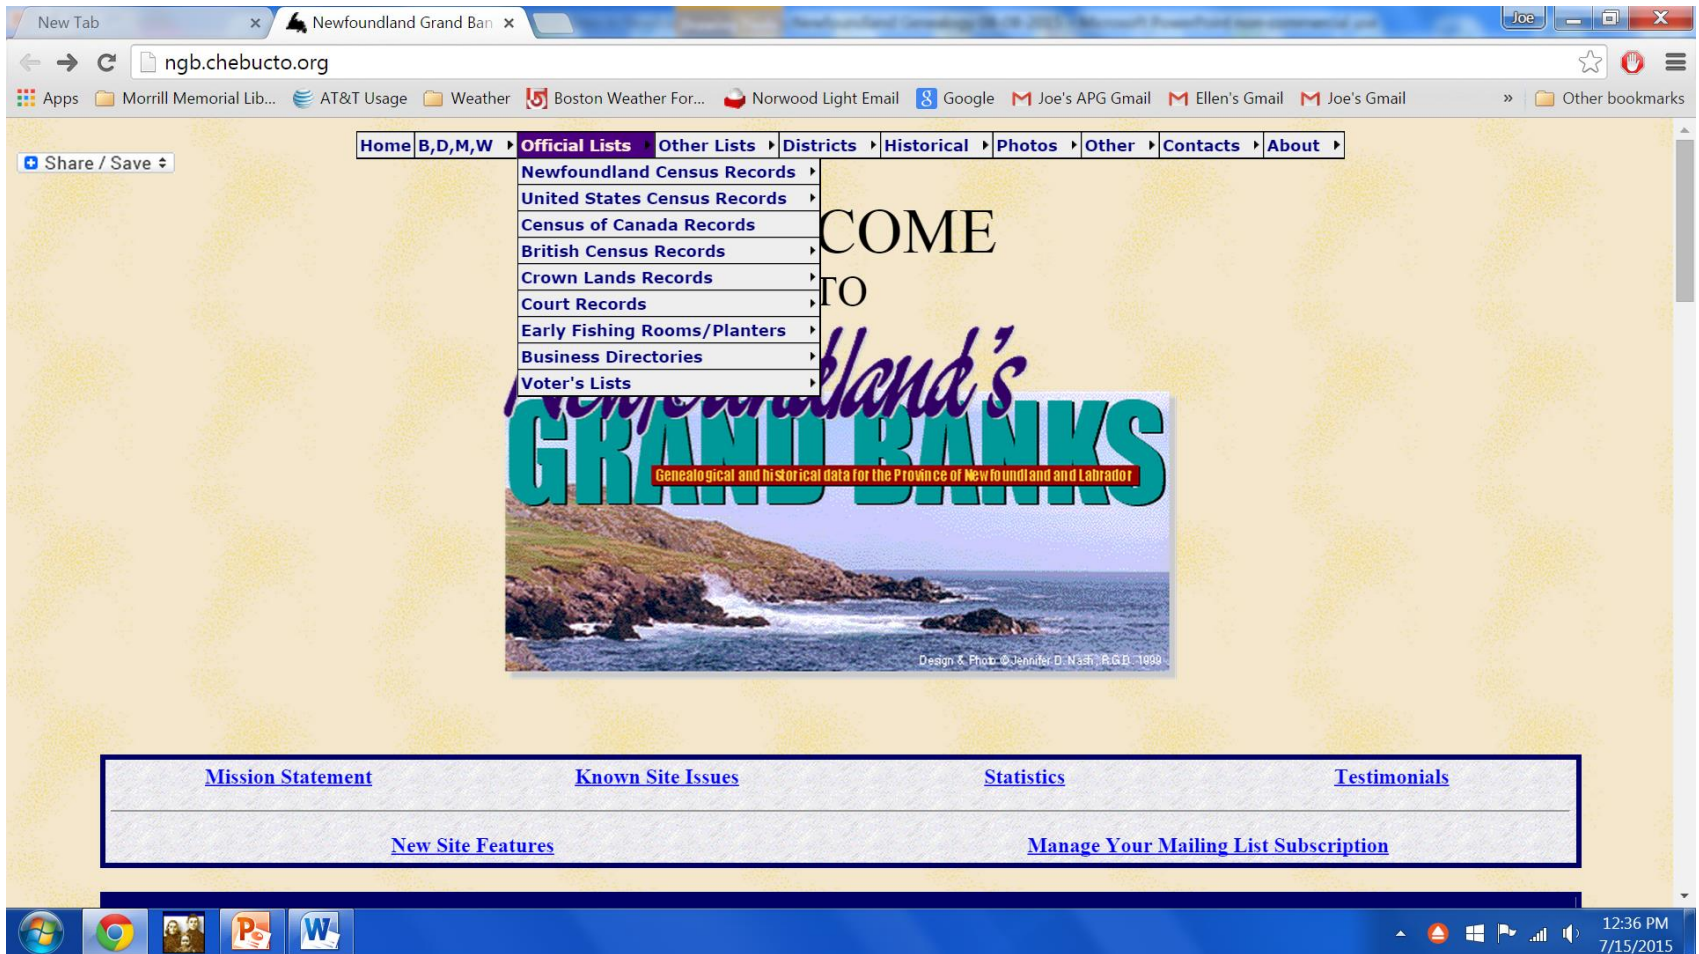 New Tab × Newfoundland Grand Ban × Joe
ngb.chebucto.org
Apps Morrill Memorial Lib... AT&T Usage Weather Boston Weather For... Norwood Light Email Google Joe's APG Gmail Ellen's Gmail Joe's Gmail » Other bookmarks
Share / Save
Home B,D,M,W Official Lists Other Lists Districts Historical Photos Other Contacts About
Newfoundland Census Records
United States Census Records
Census of Canada Records
British Census Records
Crown Lands Records
Court Records
Early Fishing Rooms/Planters
Business Directories
Voter's Lists
COME
TO
Newfoundland's
GRAND BANKS
Genealogical and historical data for the Province of Newfoundland and Labrador
Design & Photo © Jennifer D. Nash, R.G.D. 1999
Mission Statement Known Site Issues Statistics Testimonials
New Site Features Manage Your Mailing List Subscription
12:36 PM
7/15/2015